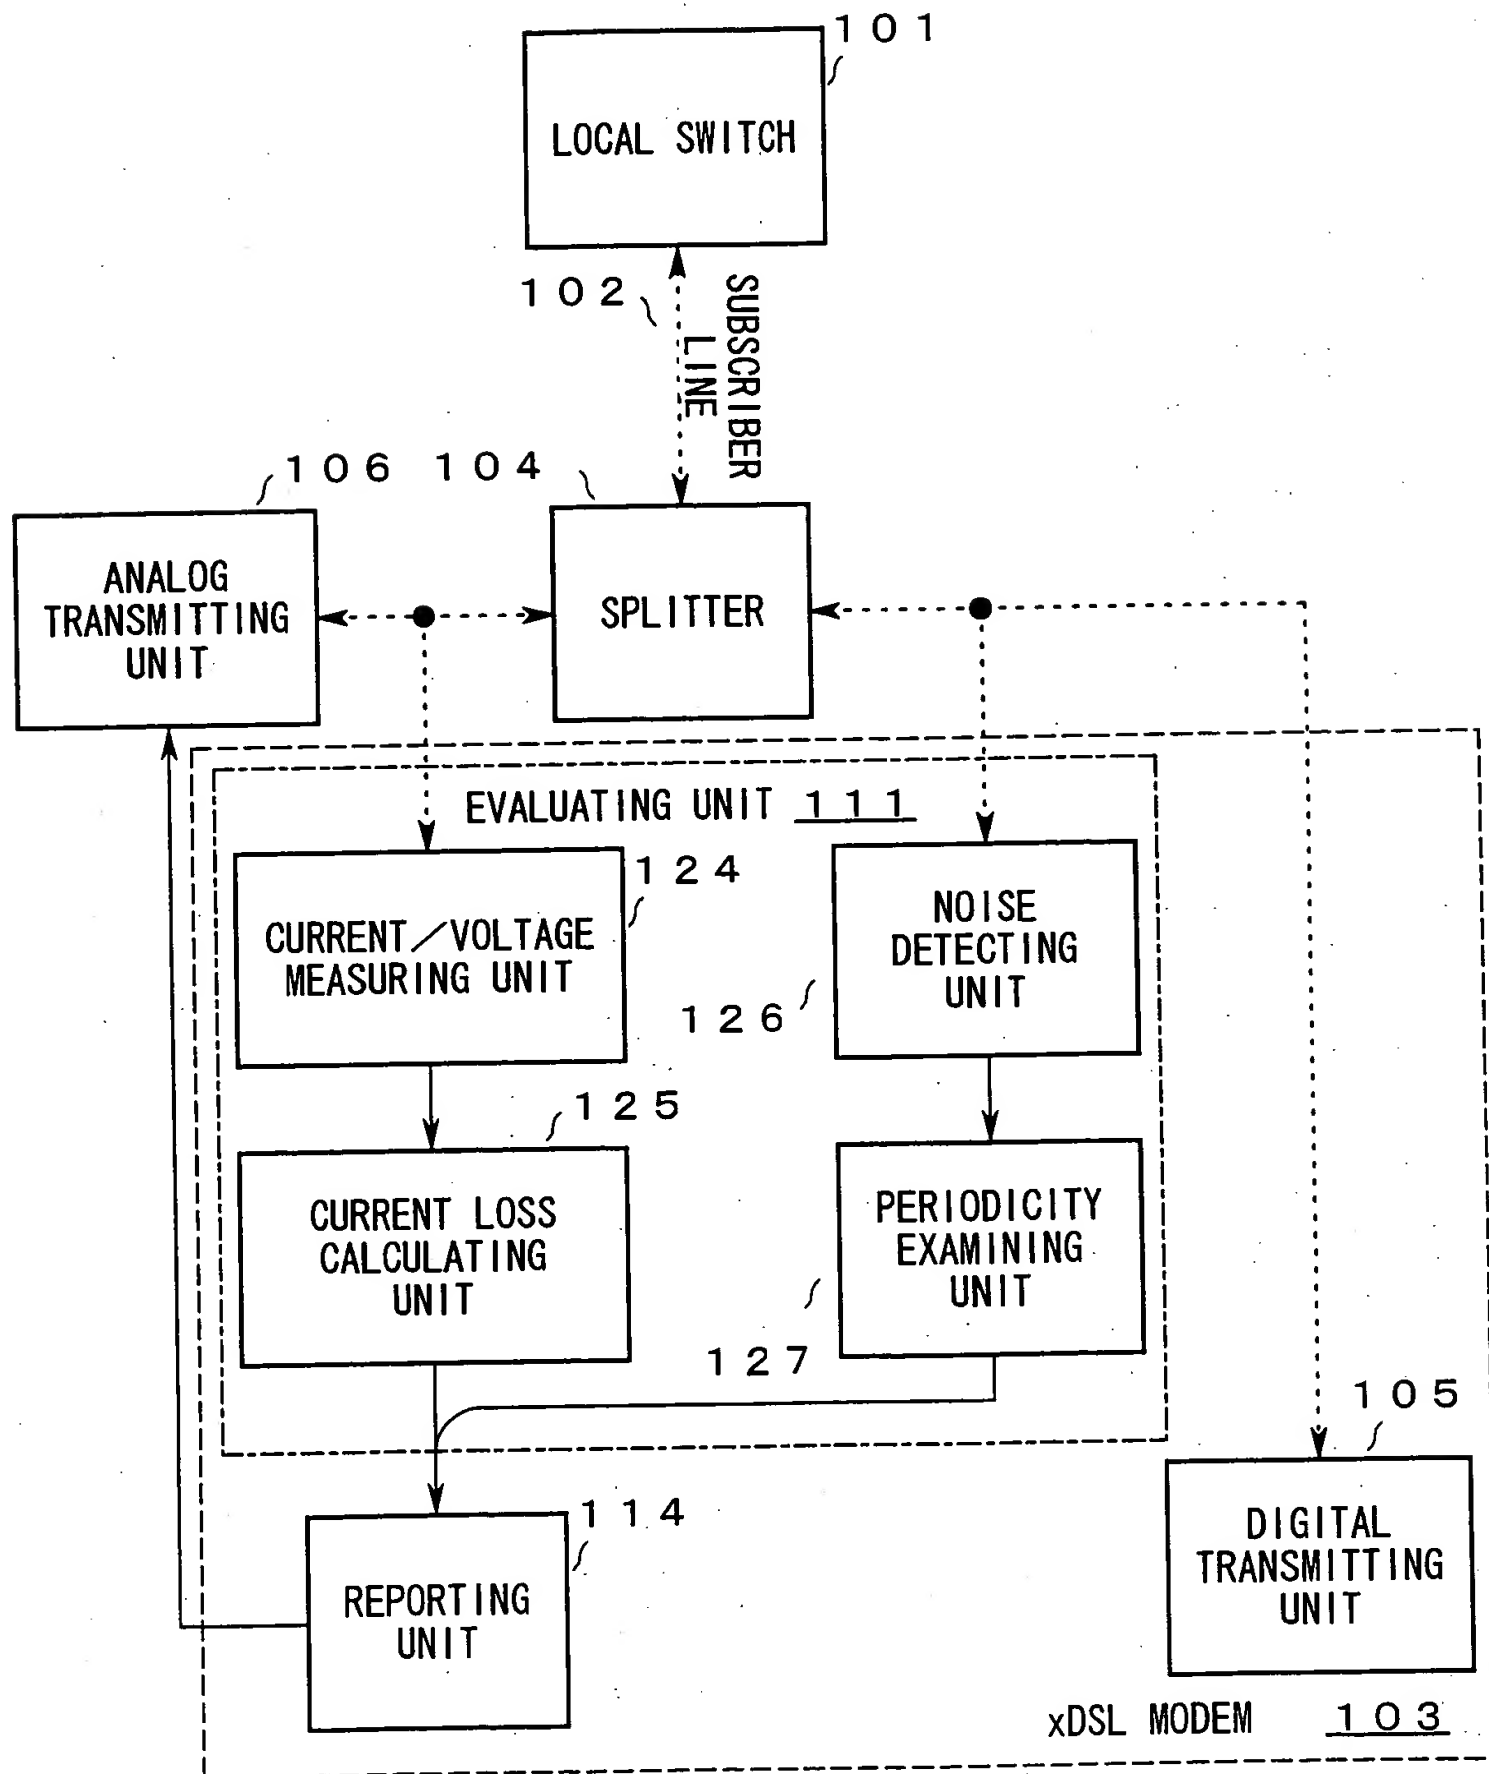 101
LOCAL SWITCH
102
SUBSCRIBER
LINE
106
104
ANALOG
TRANSMITTING
UNIT
SPLITTER
EVALUATING UNIT 111
124
CURRENT/VOLTAGE
MEASURING UNIT
NOISE
DETECTING
UNIT
126
125
CURRENT LOSS
CALCULATING
UNIT
PERIODICITY
EXAMINING
UNIT
127
105
114
REPORTING
UNIT
DIGITAL
TRANSMITTING
UNIT
xDSL MODEM 103